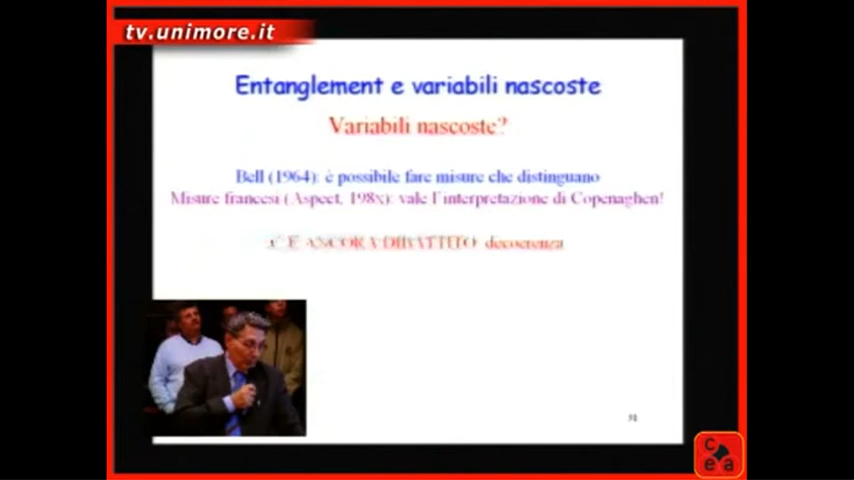 tv.unimore.it
Entanglement e variabili nascoste
Variabili nascoste?
Bell (1964): è possibile fare misure che distinguano
Misure francesi (Aspect, 198x): vale l'interpretazione di Copenaghen!
C'È ANCORA DIBATTITO decoerenza
c
e a